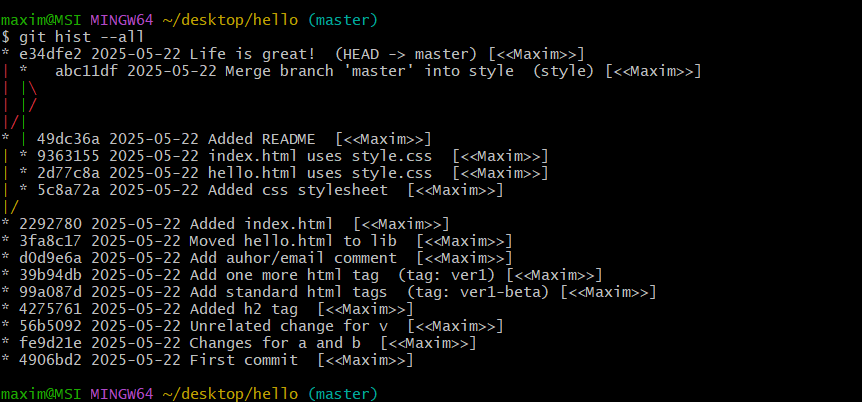 maxim@MSI MINGW64 ~/desktop/hello (master)
$ git hist --all
* e34dfe2 2025-05-22 Life is great!  (HEAD -> master) [<<Maxim>>]
| *   abc11df 2025-05-22 Merge branch 'master' into style  (style) [<<Maxim>>]
| |\
| |/
|/|
* | 49dc36a 2025-05-22 Added README  [<<Maxim>>]
| * 9363155 2025-05-22 index.html uses style.css  [<<Maxim>>]
| * 2d77c8a 2025-05-22 hello.html uses style.css  [<<Maxim>>]
| * 5c8a72a 2025-05-22 Added css stylesheet  [<<Maxim>>]
|/
* 2292780 2025-05-22 Added index.html  [<<Maxim>>]
* 3fa8c17 2025-05-22 Moved hello.html to lib  [<<Maxim>>]
* d0d9e6a 2025-05-22 Add auhor/email comment  [<<Maxim>>]
* 39b94db 2025-05-22 Add one more html tag  (tag: ver1) [<<Maxim>>]
* 99a087d 2025-05-22 Add standard html tags  (tag: ver1-beta) [<<Maxim>>]
* 4275761 2025-05-22 Added h2 tag  [<<Maxim>>]
* 56b5092 2025-05-22 Unrelated change for v  [<<Maxim>>]
* fe9d21e 2025-05-22 Changes for a and b  [<<Maxim>>]
* 4906bd2 2025-05-22 First commit  [<<Maxim>>]
maxim@MSI MINGW64 ~/desktop/hello (master)